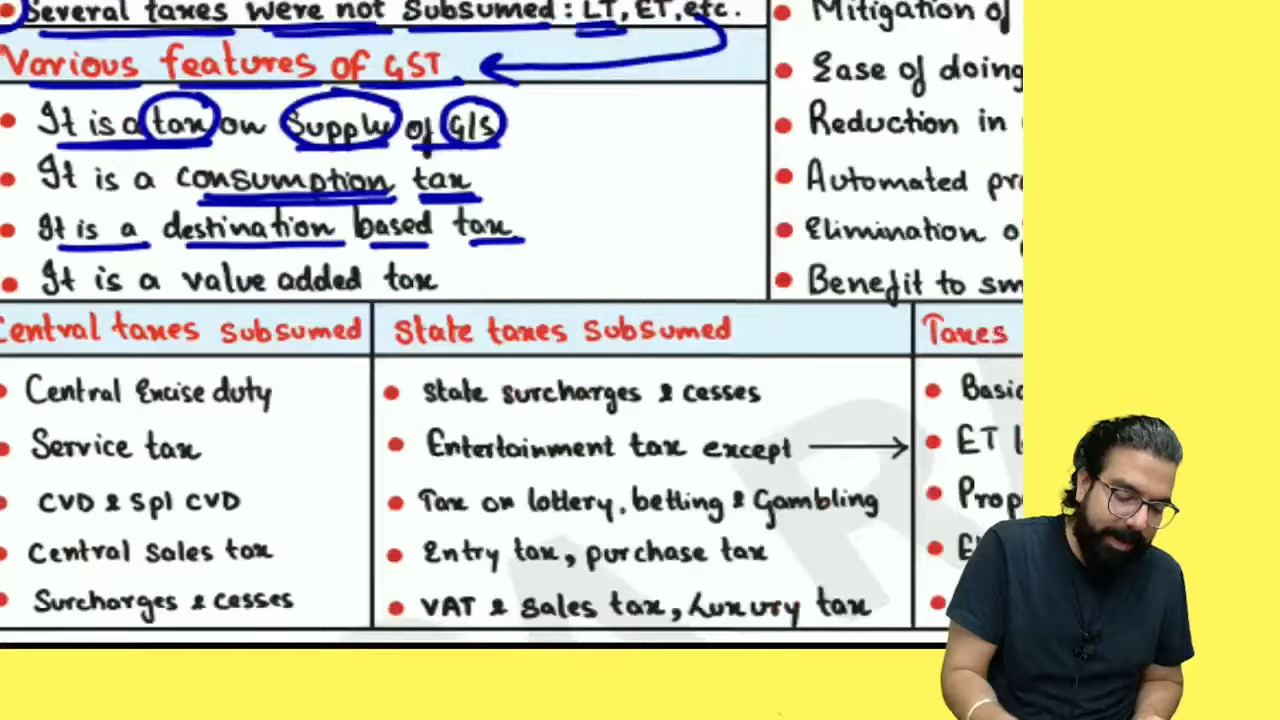 Several taxes were not subsumed: LT, ET, etc.
Various features of GST
It is a tax on Supply of G/S
It is a consumption tax
It is a destination based tax
It is a value added tax
Mitigation of
Ease of doing
Reduction in
Automated
Elimination
Benefit to
Central taxes subsumed
Central Excise duty
Service tax
CVD & Spl CVD
Central Sales tax
Surcharges & cesses
State taxes subsumed
State surcharges & cesses
Entertainment tax except
Tax on lottery, betting & Gambling
Entry tax, purchase tax
VAT & Sales tax, Luxury tax
Taxes
Basic
ET